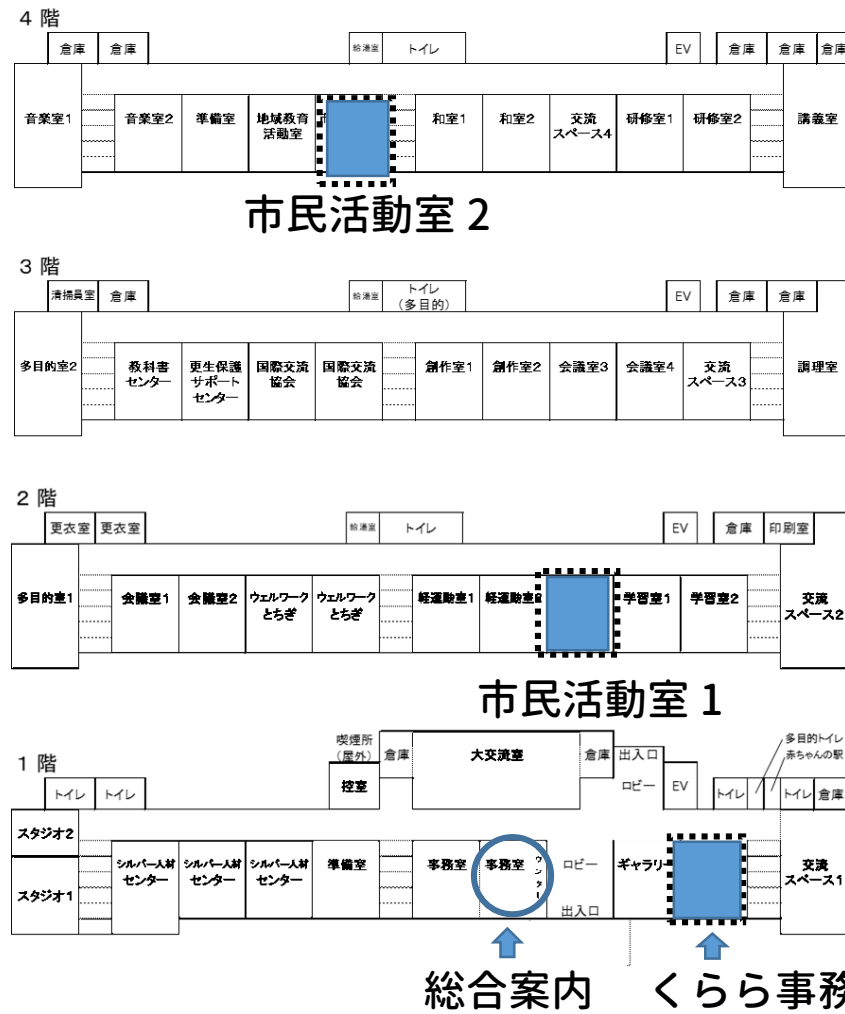 4 階
倉庫 倉庫 給湯室 トイレ EV 倉庫 倉庫 倉庫
音楽室1 音楽室2 準備室 地域教育 和室1 和室2 交流 研修室1 研修室2 講義室
活動室 スペース4
市民活動室 2
3 階
清掃員室 倉庫 給湯室 トイレ EV 倉庫 倉庫
(多目的)
多目的室2 教科書 更生保護 国際交流 国際交流 創作室1 創作室2 会議室3 会議室4 交流 調理室
センター サポート 協会 協会 スペース3
センター
2 階
更衣室 更衣室 給湯室 トイレ EV 倉庫 印刷室
多目的室1 会議室1 会議室2 ウェルワーク ウェルワーク 軽運動室1 軽運動室 学習室1 学習室2 交流
とちぎ とちぎ スペース2
市民活動室 1
喫煙所 多目的トイレ
(屋外) 倉庫 大交流室 倉庫 出入口 赤ちゃんの駅
1 階
控室 ロビー EV
トイレ トイレ トイレ トイレ 倉庫
スタジオ2
シルバー人材 シルバー人材 シルバー人材 準備室 事務室 事務室 ロビー ギャラリー 交流
センター センター センター スペース1
スタジオ1
出入口
総合案内 くらら事務